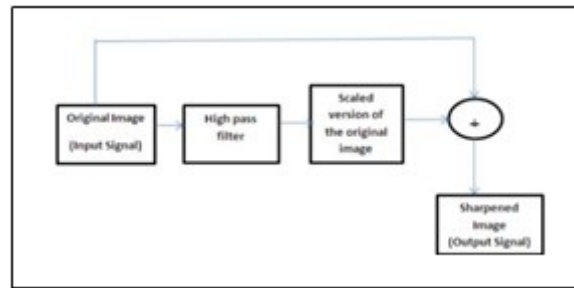 Original Image
(Input Signal)
High pass
filter
Scaled
version of
the original
image
+
Sharpened
Image
(Output Signal)